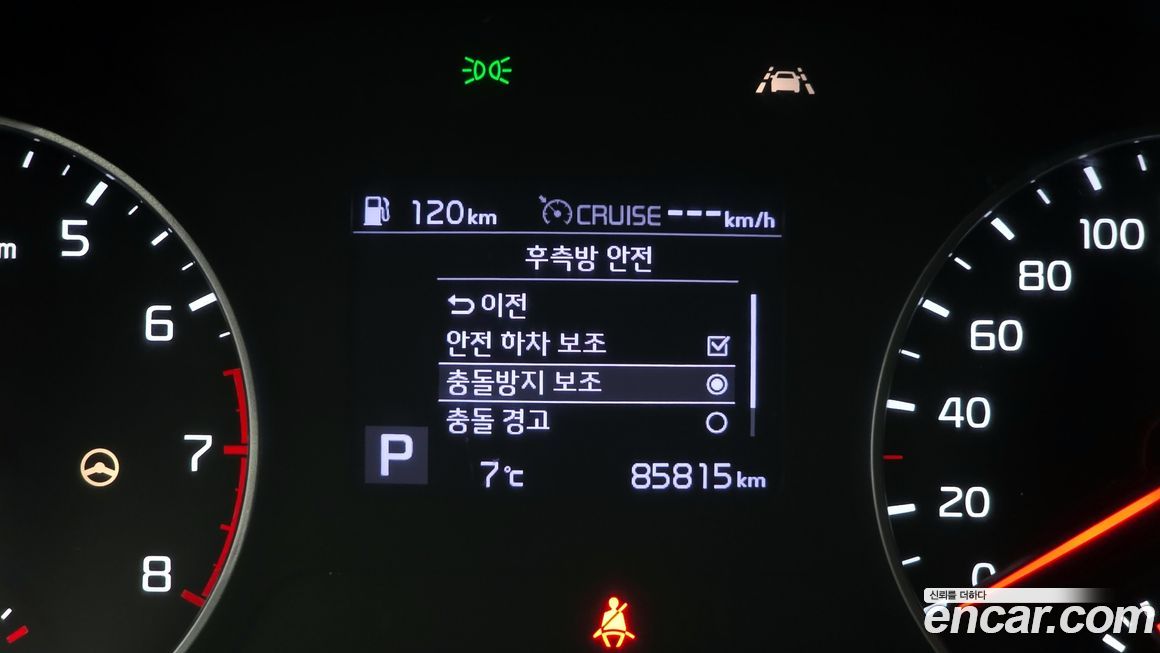 120km CRUISE ---km/h
후측방 안전
이전
안전 하차 보조
충돌방지 보조
충돌 경고
P
7℃ 85815km
5
6
7
8
m
100
80
60
40
20
0
신뢰를 더하다
encar.com